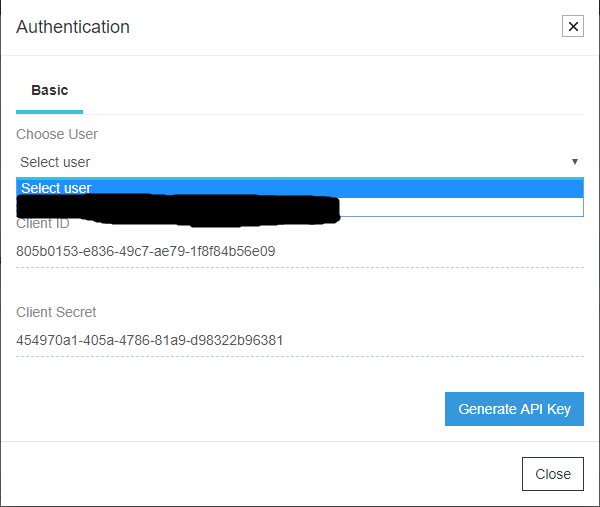 Authentication
Basic
Choose User
Select user
Select user
Client ID
805b0153-e836-49c7-ae79-1f8f84b56e09
Client Secret
454970a1-405a-4786-81a9-d98322b96381
Generate API Key
Close